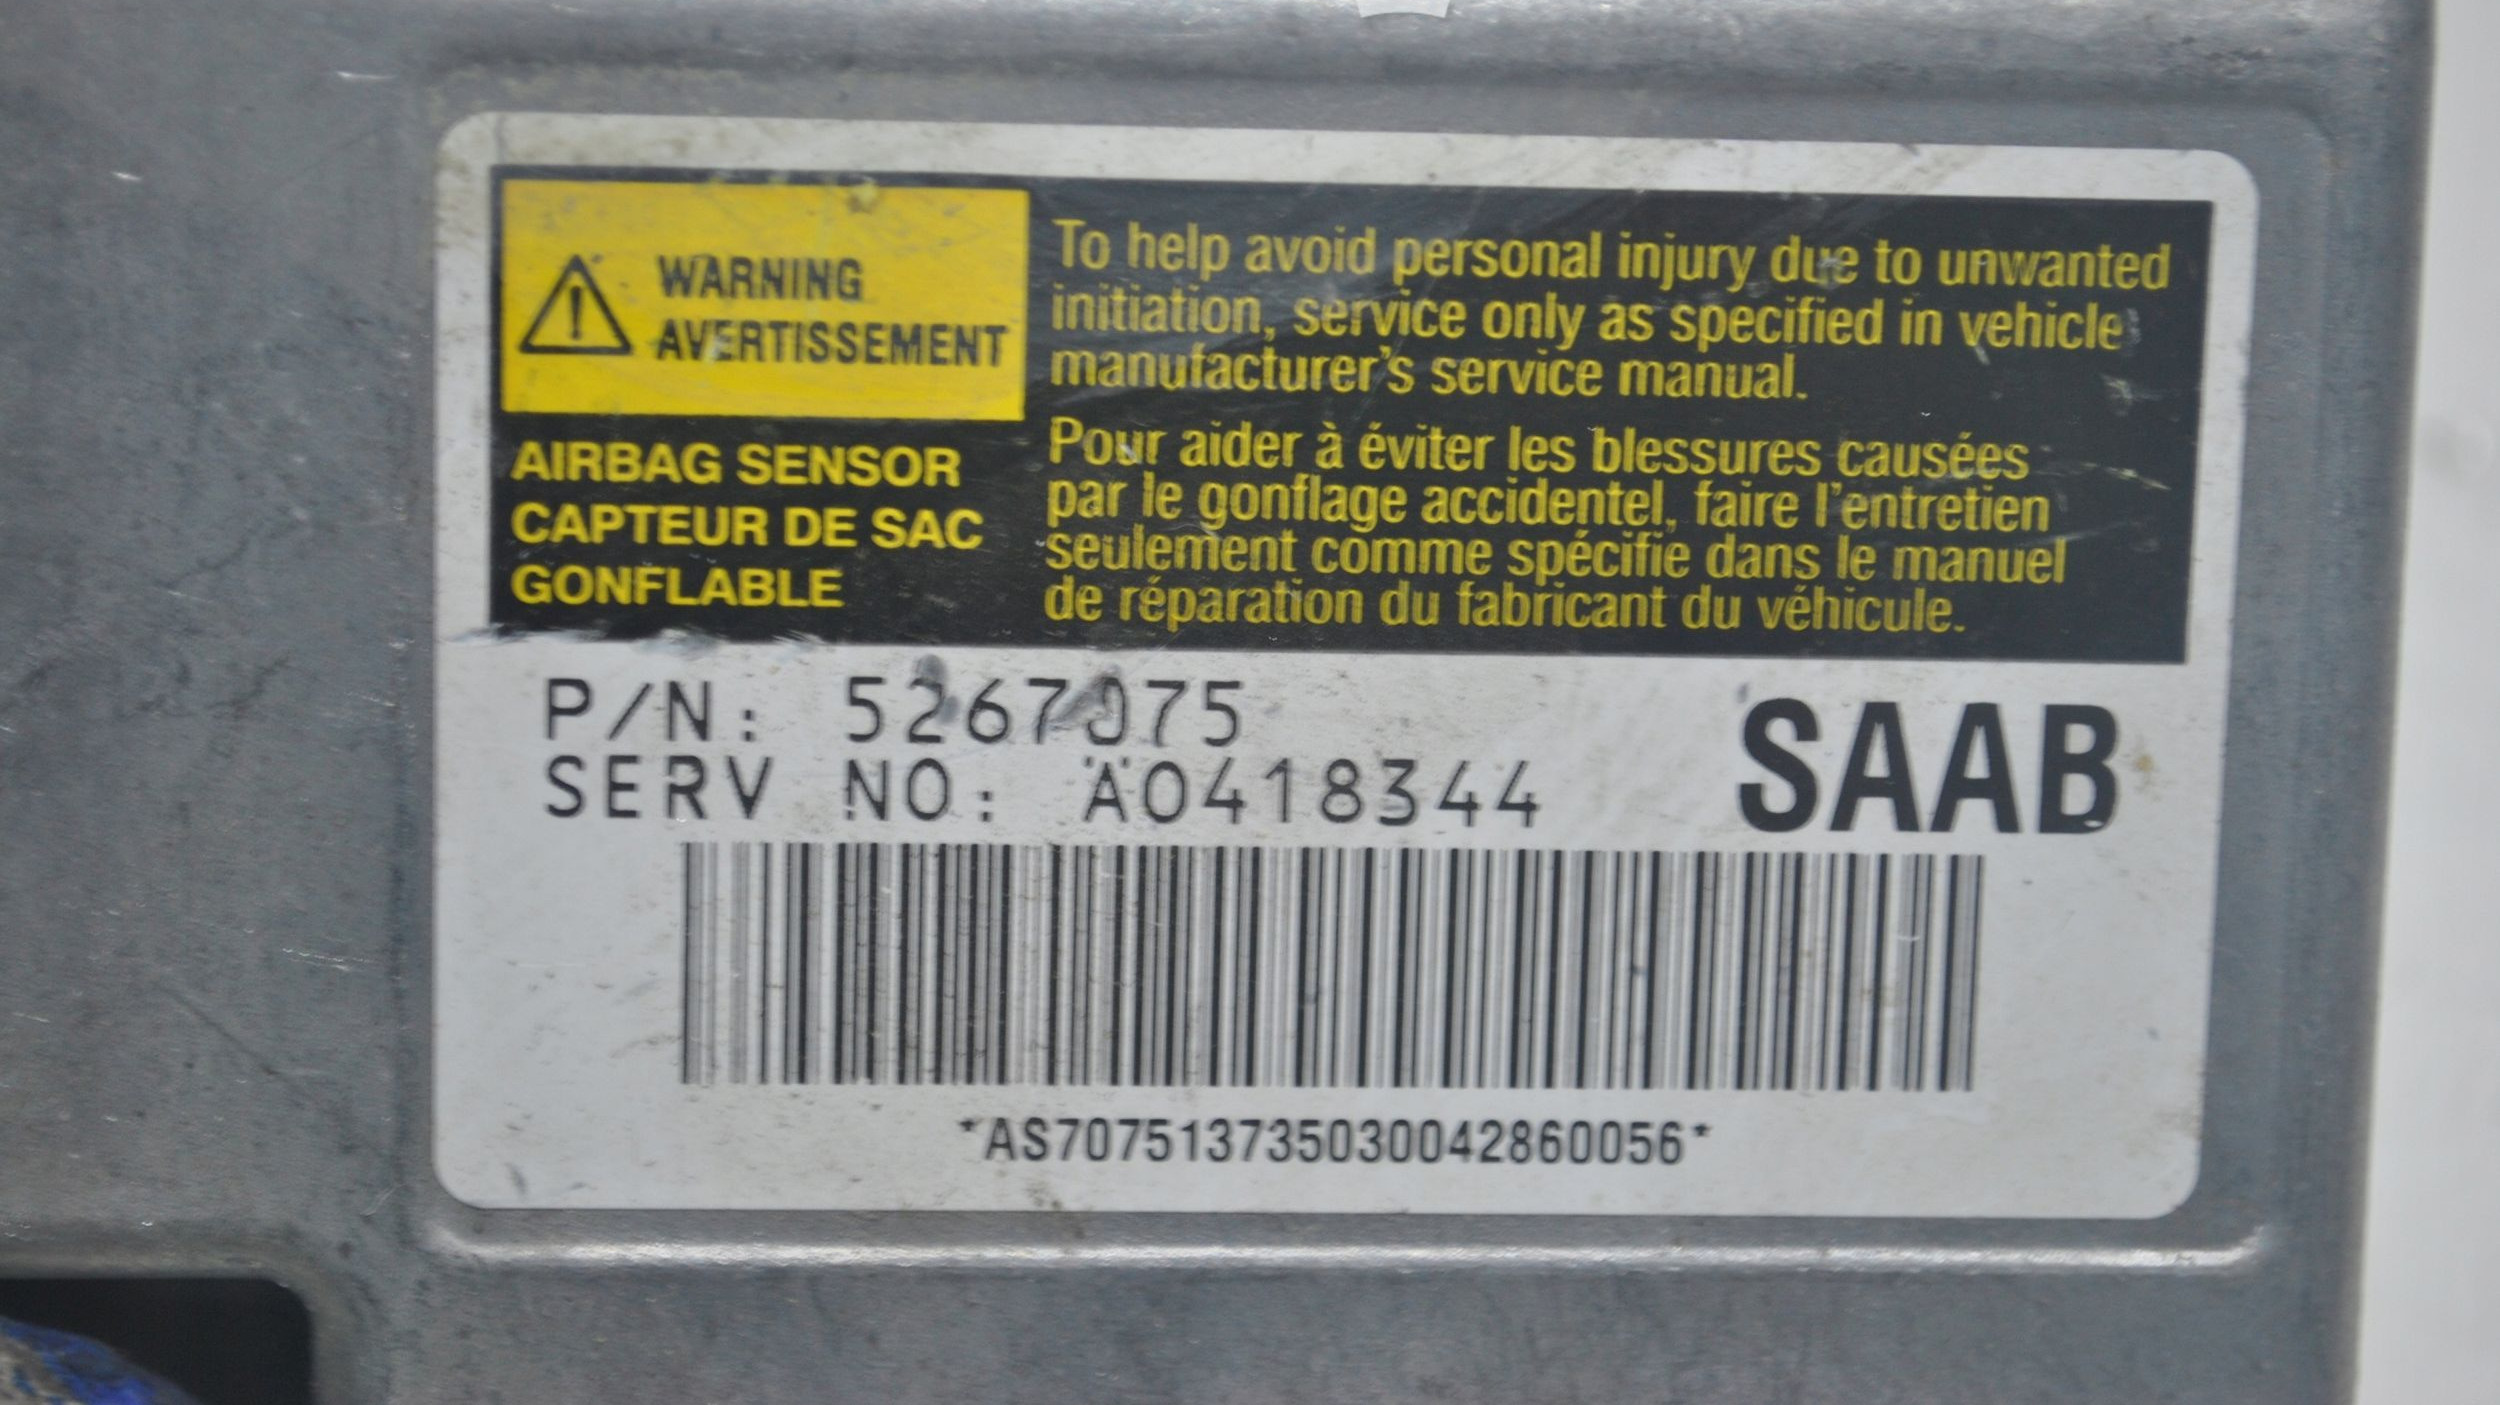 WARNING
AVERTISSEMENT
AIRBAG SENSOR
CAPTEUR DE SAC
GONFLABLE
To help avoid personal injury due to unwanted
initiation, service only as specified in vehicle
manufacturer's service manual.
Pour aider à éviter les blessures causées
par le gonflage accidentel, faire l'entretien
seulement comme spécifie dans le manuel
de réparation du fabricant du véhicule.
P/N: 5267075
SERV NO: A0418344
SAAB
*AS707513735030042860056*